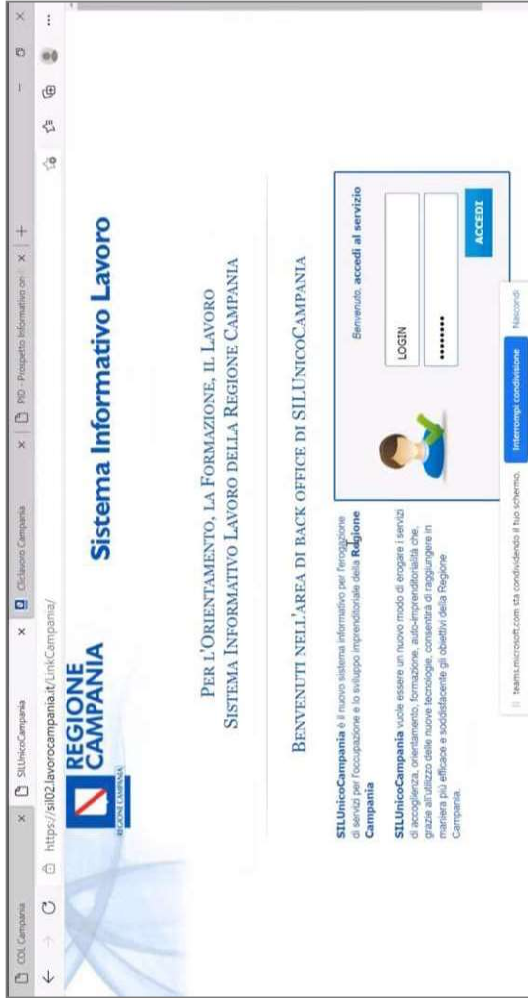 COL Campania
SILUnicoCampania
Cliclavoro Campania
PID - Prospetto Informativo on
https://sil02.lavorocampania.it/LinkCampania/
REGIONE
CAMPANIA
REGIONE CAMPANIA
Sistema Informativo Lavoro
PER L'ORIENTAMENTO, LA FORMAZIONE, IL LAVORO
SISTEMA INFORMATIVO LAVORO DELLA REGIONE CAMPANIA
BENVENUTI NELL'AREA DI BACK OFFICE DI SILUNICOCAMPANIA
SILUnicoCampania è il nuovo sistema informativo per l'erogazione
di servizi per l'occupazione e lo sviluppo imprenditoriale della Regione
Campania
SILUnicoCampania vuole essere un nuovo modo di erogare i servizi
di accoglienza, orientamento, formazione, auto-imprenditorialità che,
grazie all'utilizzo delle nuove tecnologie, consentirà di raggiungere in
maniera più efficace e soddisfacente gli obiettivi della Regione
Campania.
Benvenuto, accedi al servizio
LOGIN
••••••••
ACCEDI
teams.microsoft.com sta condividendo il tuo schermo.
Interrompi condivisione
Nascondi